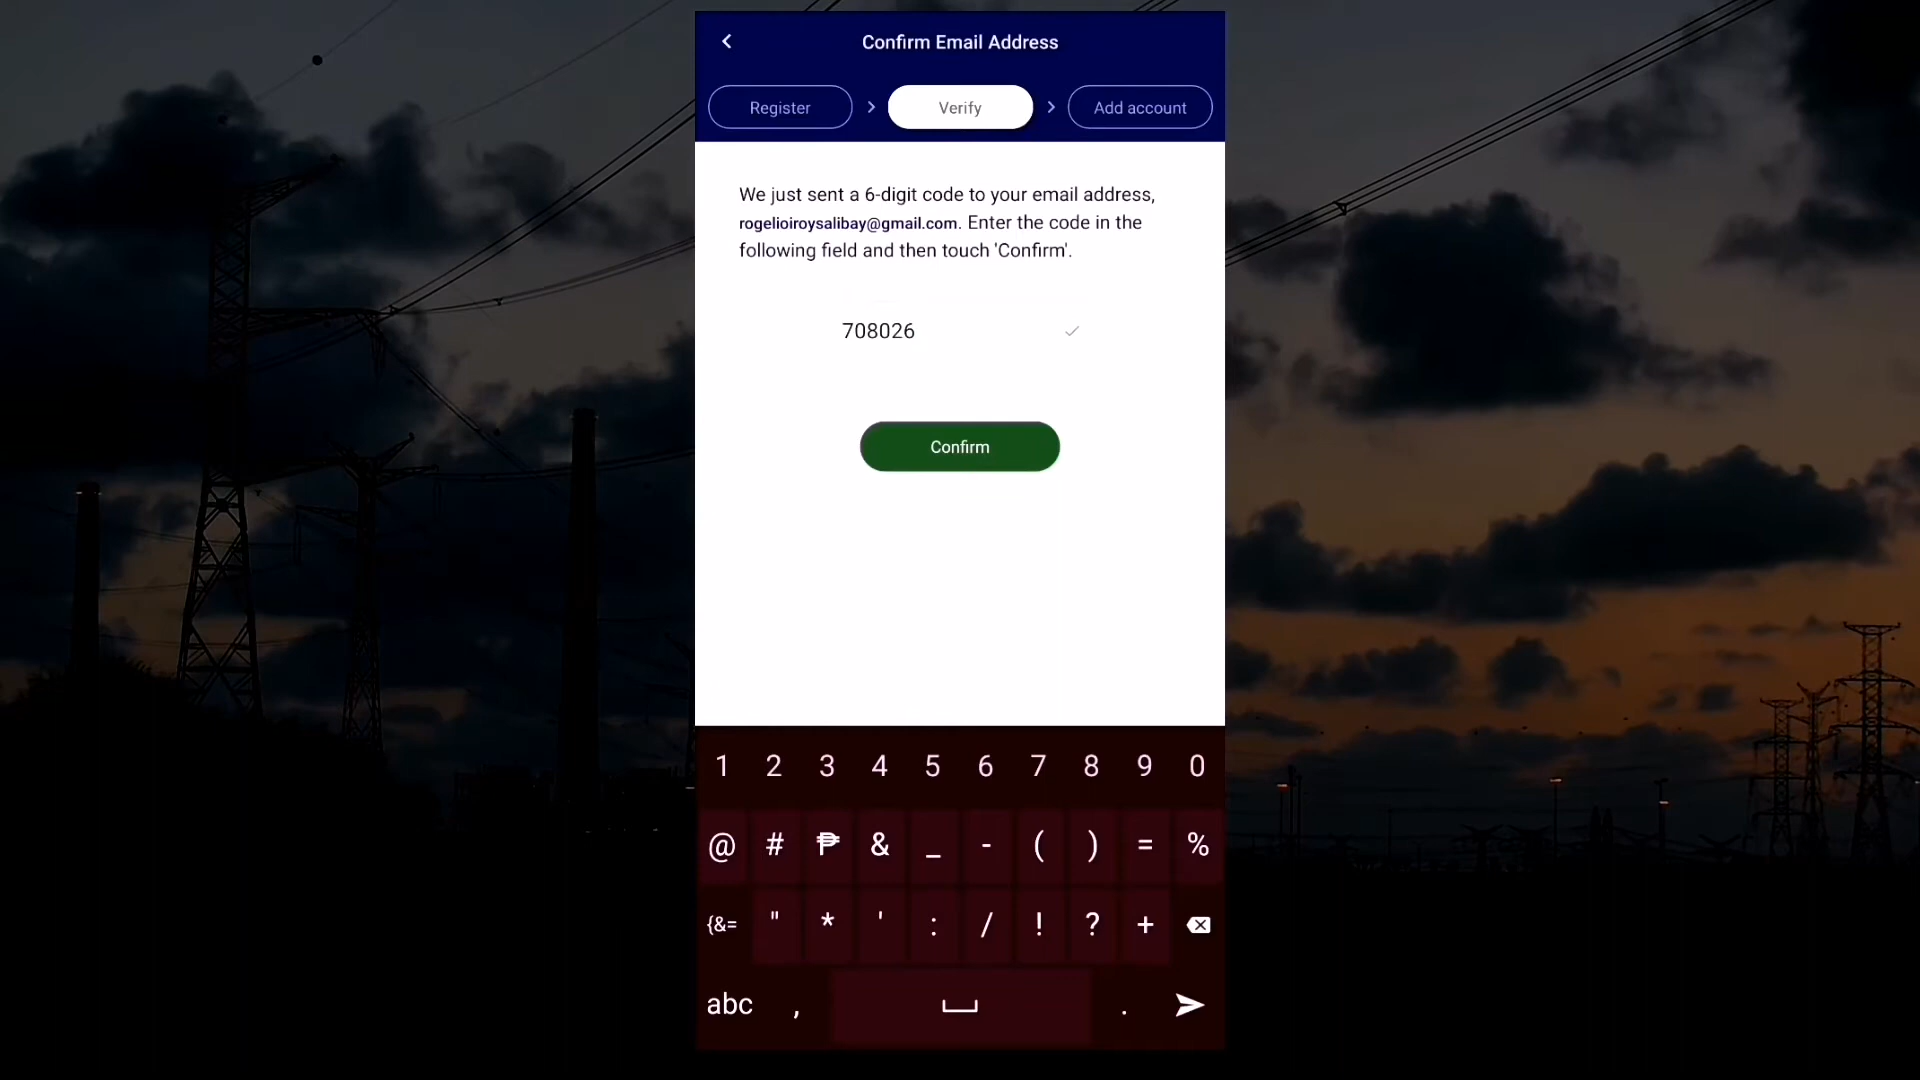 Confirm Email Address
Register
Verify
Add account
We just sent a 6-digit code to your email address,
rogelioiroysalibay@gmail.com. Enter the code in the
following field and then touch 'Confirm'.
708026
Confirm
1 2 3 4 5 6 7 8 9 0
@ # ₱ & _ - ( ) = %
{&= " * ' : / ! ? +
abc , .